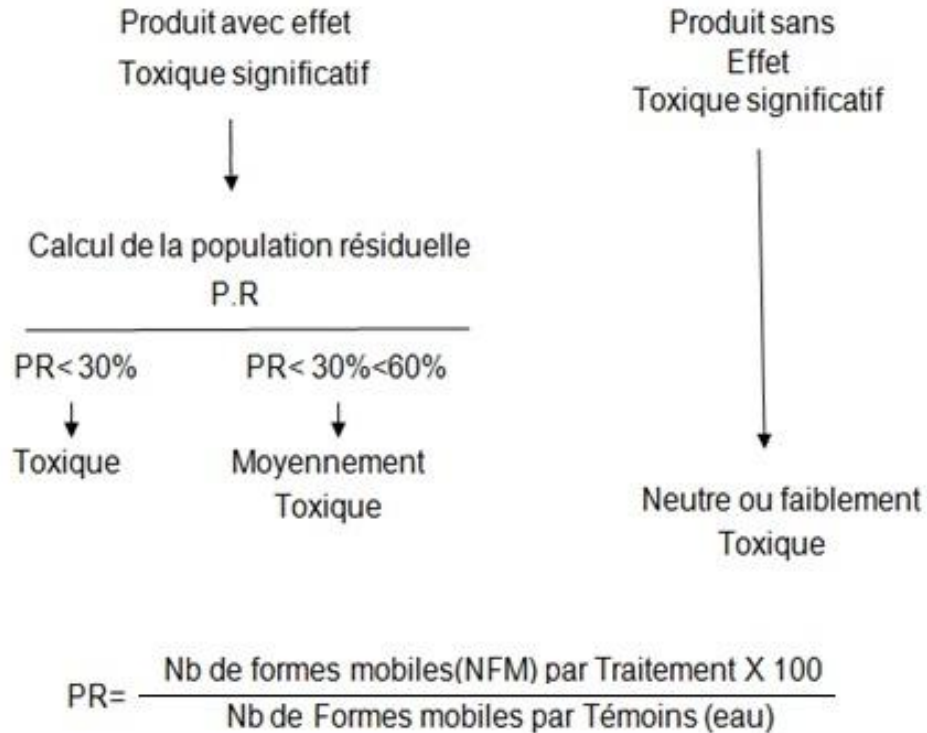 Produit avec effet
Toxique significatif
Produit sans
Effet
Toxique significatif
Calcul de la population résiduelle
P.R
PR< 30%
PR< 30%<60%
Toxique
Moyennement
Toxique
Neutre ou faiblement
Toxique
PR=
Nb de formes mobiles(NFM) par Traitement X 100
Nb de Formes mobiles par Témoins (eau)